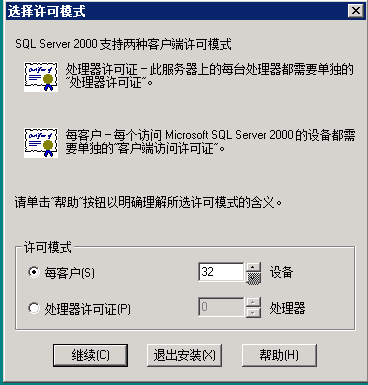 选择许可模式
SQL Server 2000 支持两种客户端许可模式
处理器许可证－此服务器上的每台处理器都需要单独的
“处理器许可证”。
每客户－每个访问 Microsoft SQL Server 2000 的设备都需
要单独的“客户端访问许可证”。
请单击“帮助”按钮以明确理解所选许可模式的含义。
许可模式
每客户(S) 32 设备
处理器许可证(P) 0 处理器
继续(C) 退出安装(X) 帮助(H)